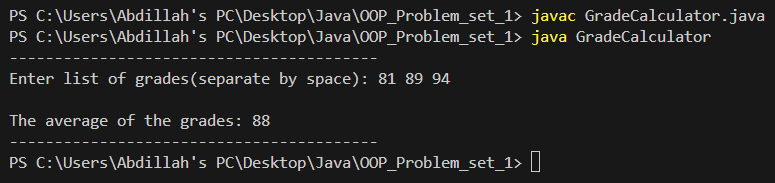 PS C:\Users\Abdillah's PC\Desktop\Java\OOP_Problem_set_1> javac GradeCalculator.java
PS C:\Users\Abdillah's PC\Desktop\Java\OOP_Problem_set_1> java GradeCalculator
-----------------------------------------
Enter list of grades(separate by space): 81 89 94
The average of the grades: 88
-----------------------------------------
PS C:\Users\Abdillah's PC\Desktop\Java\OOP_Problem_set_1>